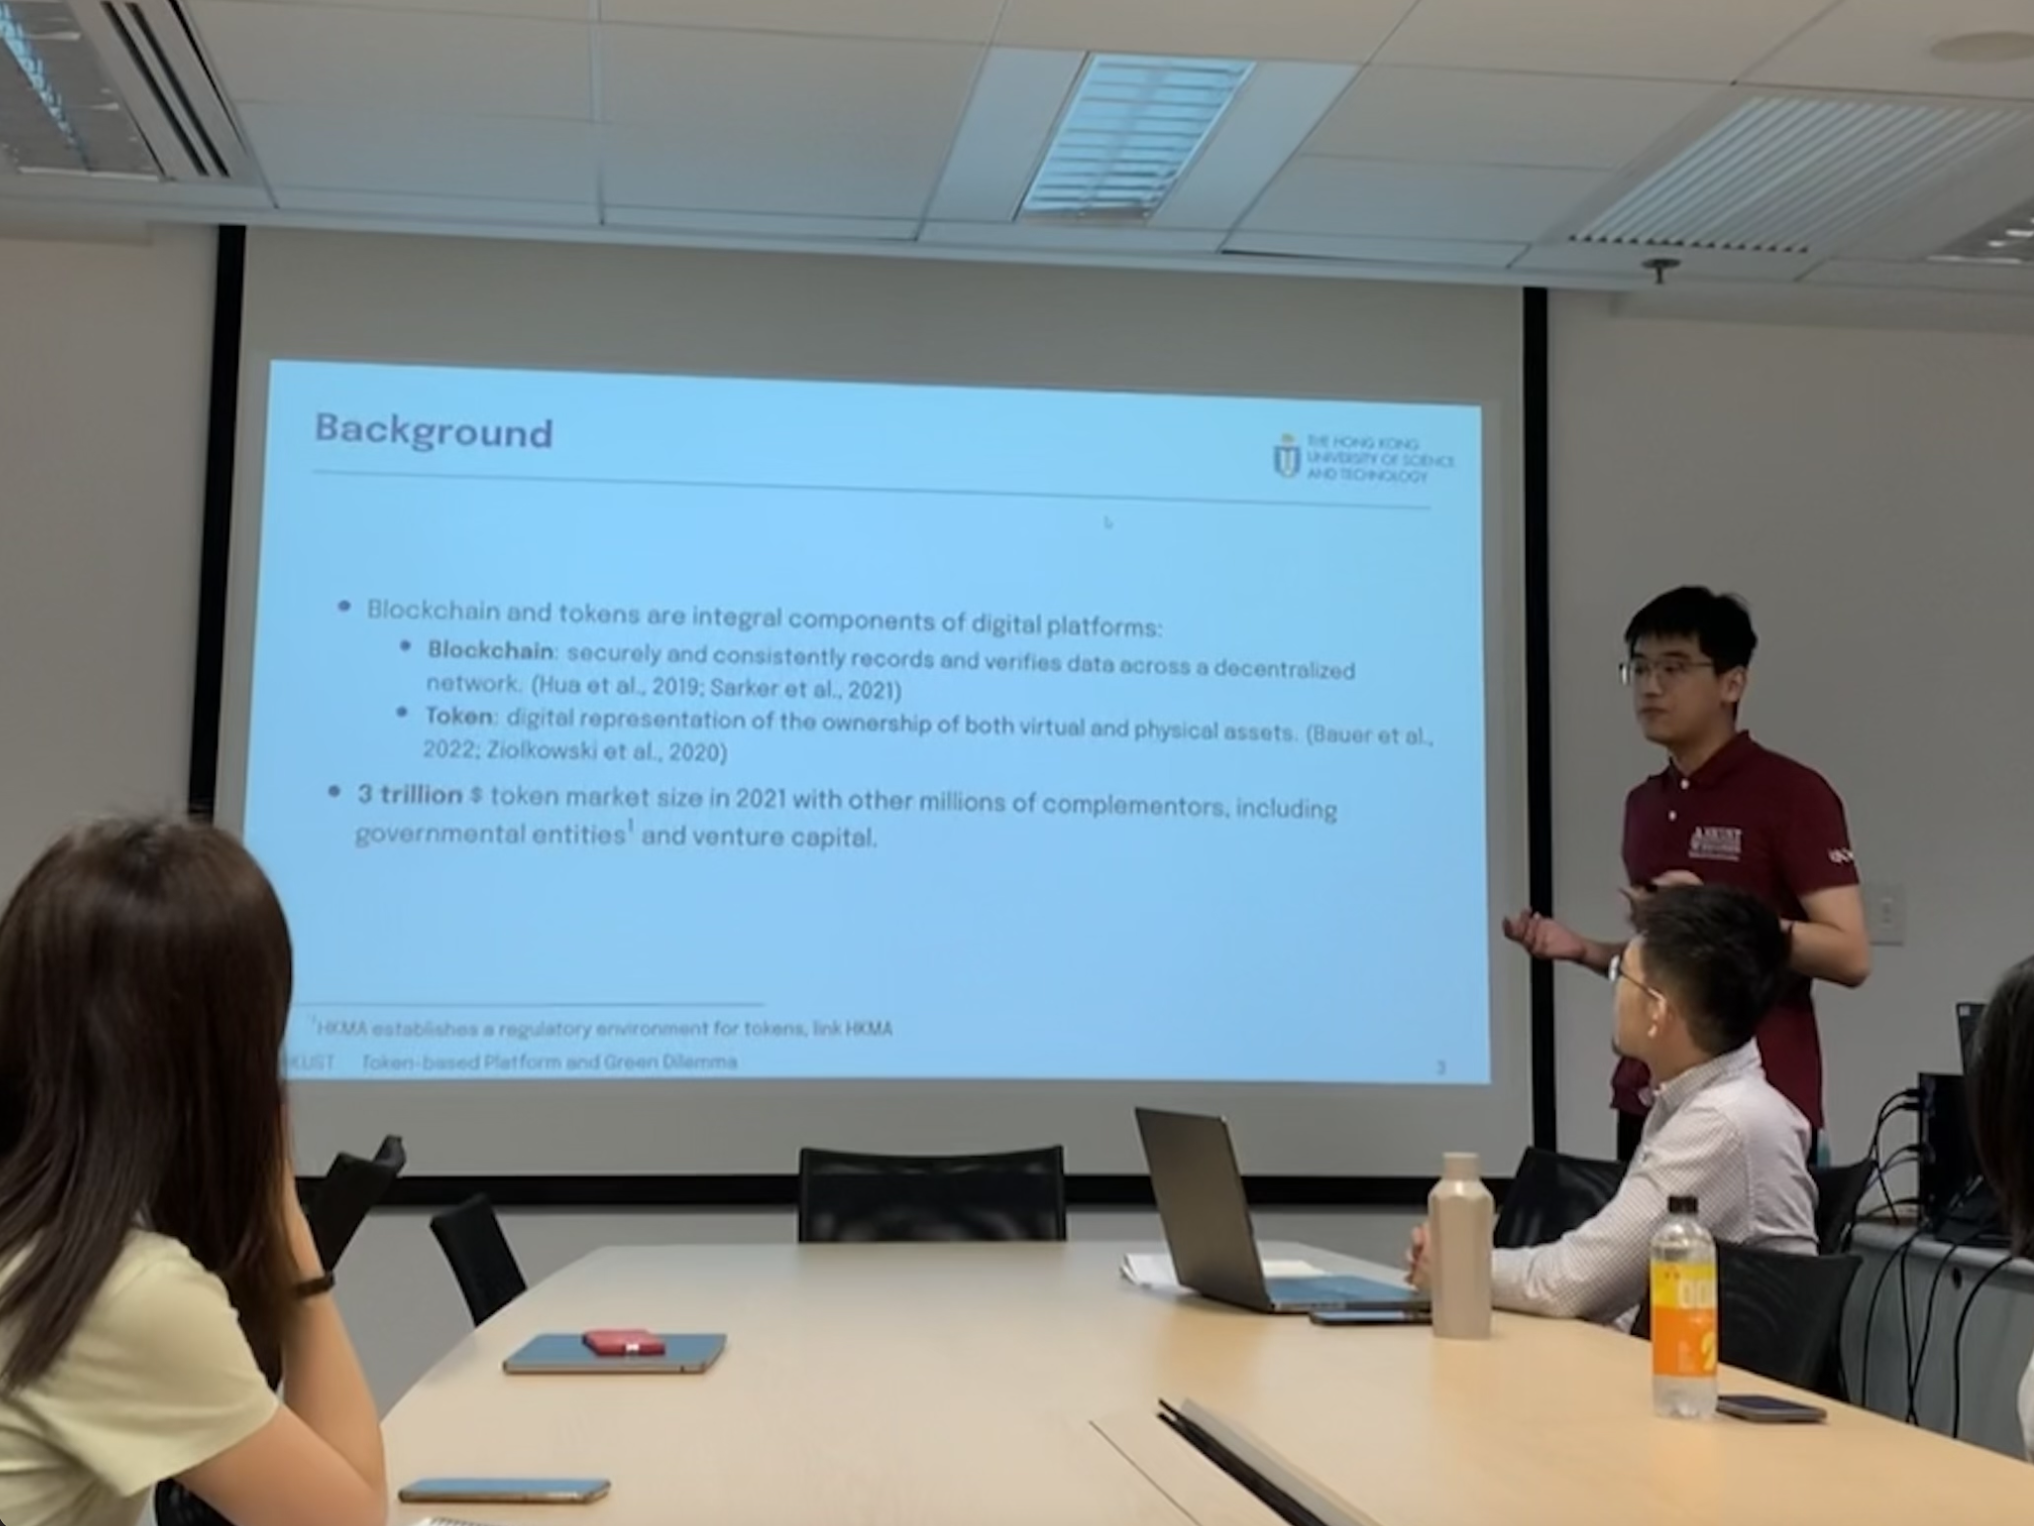 Background
THE HONG KONG
UNIVERSITY OF SCIENCE
AND TECHNOLOGY
• Blockchain and tokens are integral components of digital platforms:
• Blockchain: securely and consistently records and verifies data across a decentralized
network. (Hua et al., 2019; Sarker et al., 2021)
• Token: digital representation of the ownership of both virtual and physical assets. (Bauer et al.,
2022; Ziolkowski et al., 2020)
• 3 trillion $ token market size in 2021 with other millions of complementors, including
governmental entities¹ and venture capital.
¹HKMA establishes a regulatory environment for tokens, link HKMA
HKUST Token-based Platform and Green Dilemma
3
HKUST